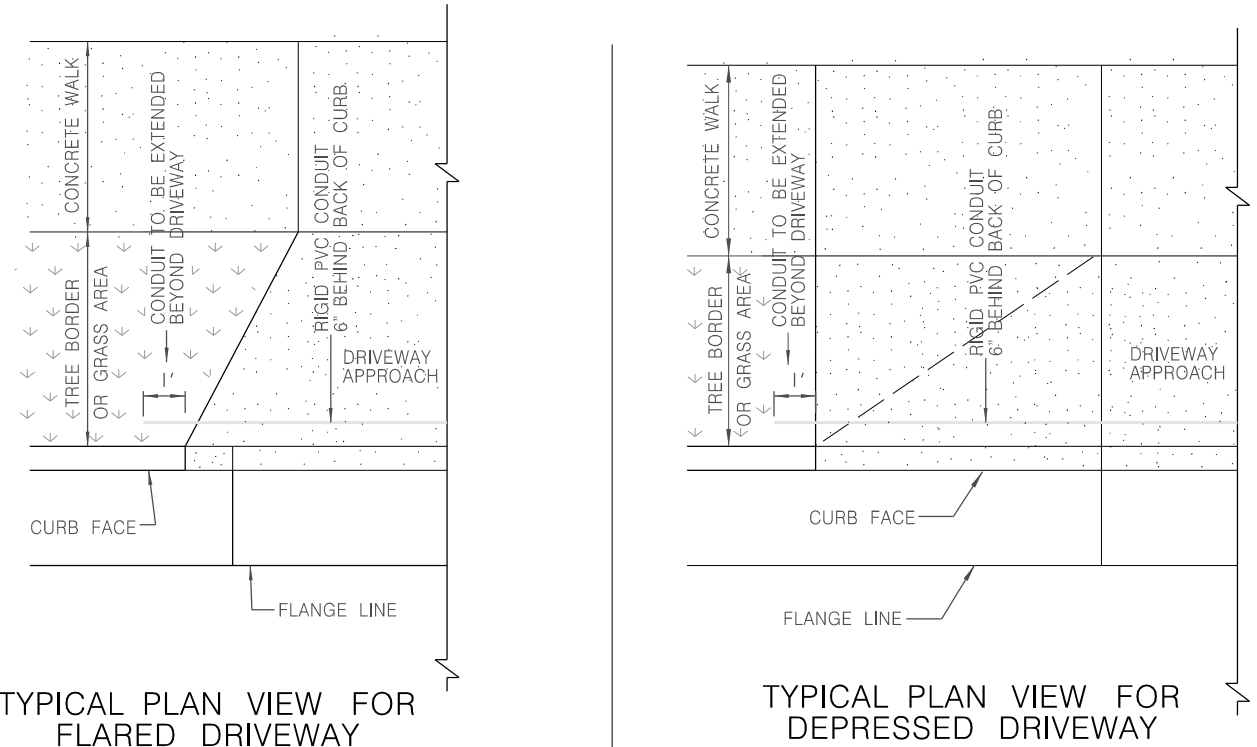 CONCRETE WALK
TREE BORDER
OR GRASS AREA
CONDUIT TO BE EXTENDED
BEYOND DRIVEWAY
1'
RIGID PVC CONDUIT
6" BEHIND BACK OF CURB
DRIVEWAY
APPROACH
CURB FACE
FLANGE LINE
TYPICAL PLAN VIEW FOR
FLARED DRIVEWAY
CONCRETE WALK
TREE BORDER
OR GRASS AREA
CONDUIT TO BE EXTENDED
BEYOND DRIVEWAY
1'
RIGID PVC CONDUIT
6" BEHIND BACK OF CURB
DRIVEWAY
APPROACH
CURB FACE
FLANGE LINE
TYPICAL PLAN VIEW FOR
DEPRESSED DRIVEWAY